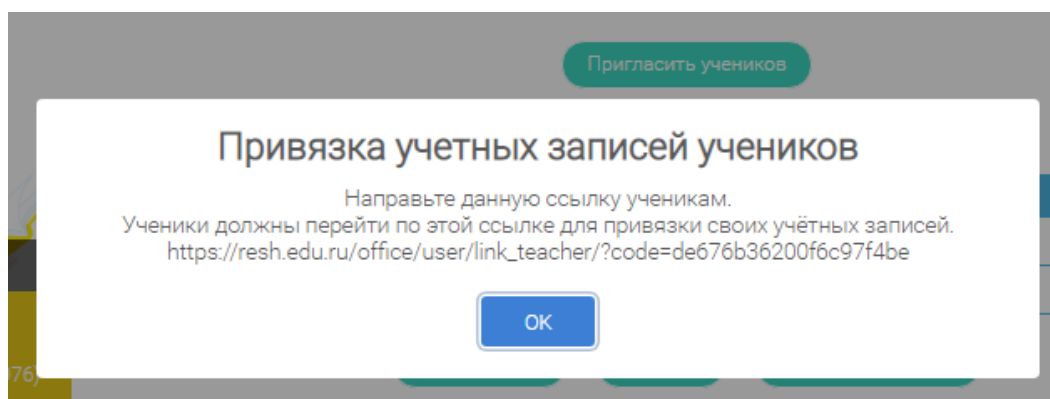 Пригласить учеников
Привязка учетных записей учеников
Направьте данную ссылку ученикам.
Ученики должны перейти по этой ссылке для привязки своих учётных записей.
https://resh.edu.ru/office/user/link_teacher/?code=de676b36200f6c97f4be
OK
976)